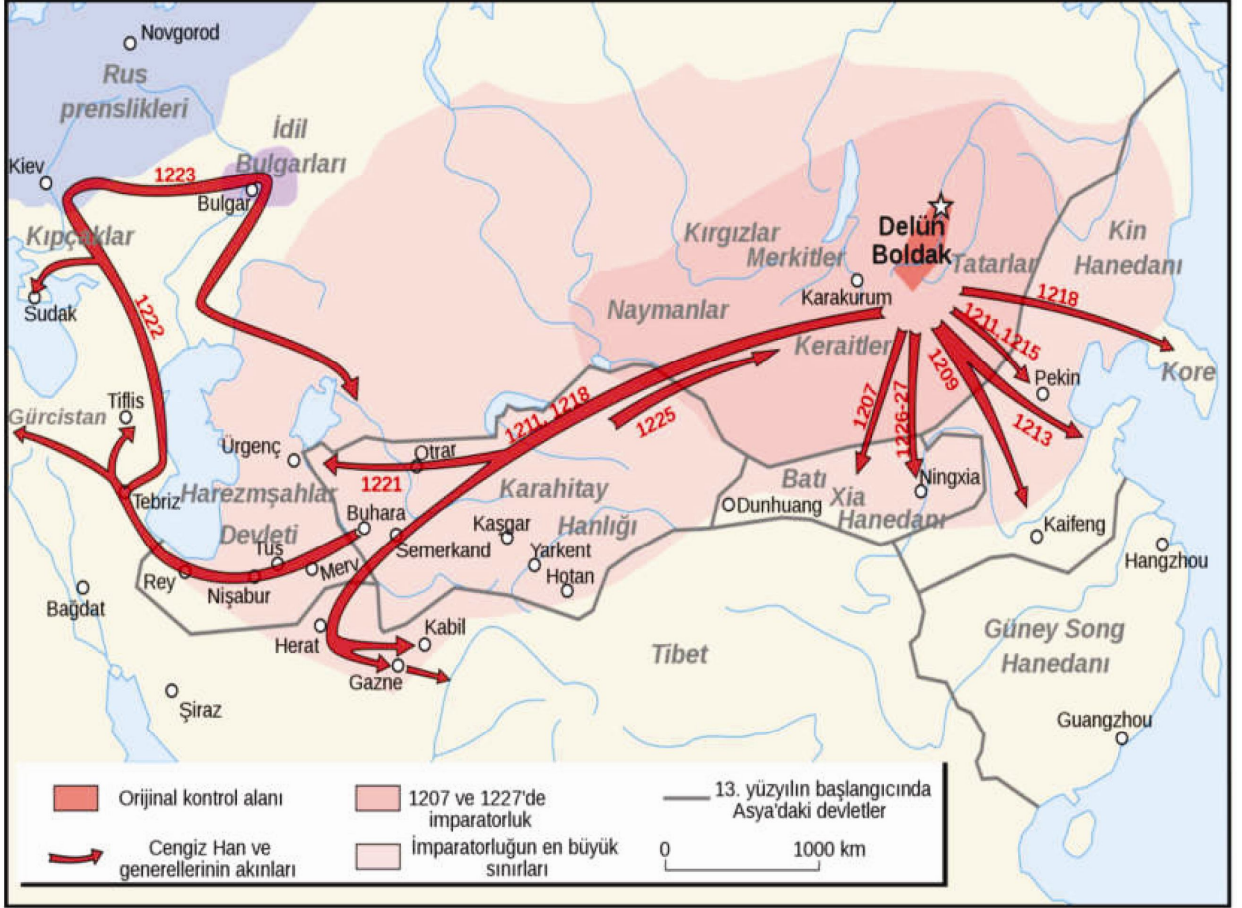 Novgorod
Rus
prenslikleri
İdil
Bulgarları
Kiev
1223
Bulgar
Kıpçaklar
Sudak
1222
Tiflis
Gürcistan
Tebriz
Ürgenç
Otrar
1221
Harezmşahlar
Devleti
Buhara
Semerkand
Tus
Merv
Rey
Nişabur
Bağdat
Herat
Kabil
Gazne
Şiraz
Karahitay
Hanlığı
Kaşgar
Yarkent
Hotan
1211, 1218
1225
Kırgızlar
Merkitler
Naymanlar
Karakurum
Keraitler
Delün
Boldak
Tatarlar
Kin
Hanedanı
1218
1211,1215
1209
1213
1207
1226-27
Pekin
Kore
Batı
Xia
Hanedanı
Ningxia
Dunhuang
Kaifeng
Hangzhou
Tibet
Güney Song
Hanedanı
Guangzhou
Orijinal kontrol alanı
Cengiz Han ve
generellerinin akınları
1207 ve 1227'de
imparatorluk
İmparatorluğun en büyük
sınırları
13. yüzyılın başlangıcında
Asya'daki devletler
0 1000 km